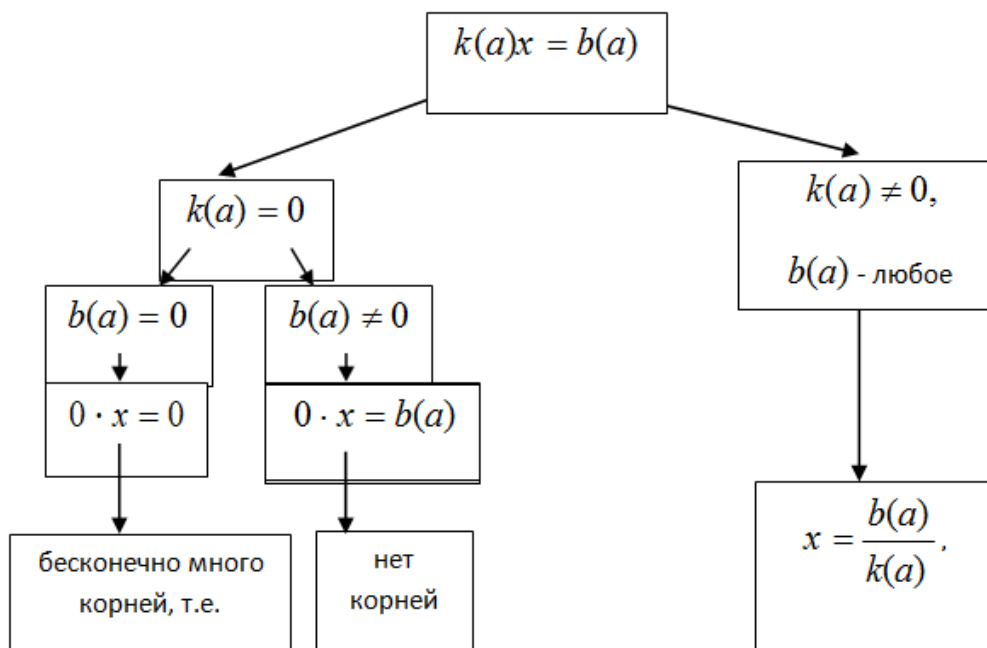 k(a)x = b(a)
k(a) = 0
k(a) ≠ 0,
b(a) - любое
b(a) = 0
b(a) ≠ 0
0 · x = 0
0 · x = b(a)
x = b(a)/k(a),
бесконечно много
корней, т.е.
нет
корней